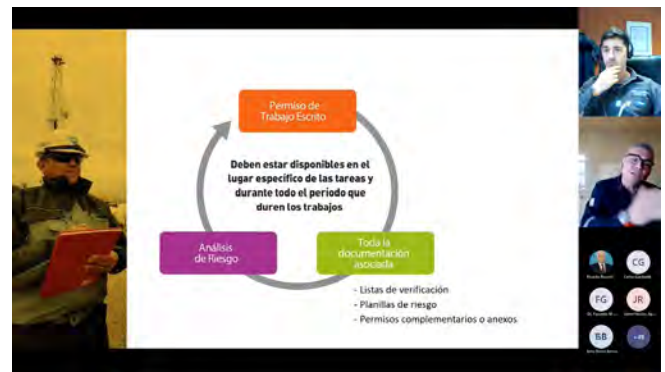 Permiso de
Trabajo Escrito
Deben estar disponibles en el
lugar específico de las tareas y
durante todo el período que
duren los trabajos
Análisis
de Riesgo
Toda la
documentación
asociada
- Listas de verificación
- Planillas de riesgo
- Permisos complementarios o anexos
CG
FG
JR
BB